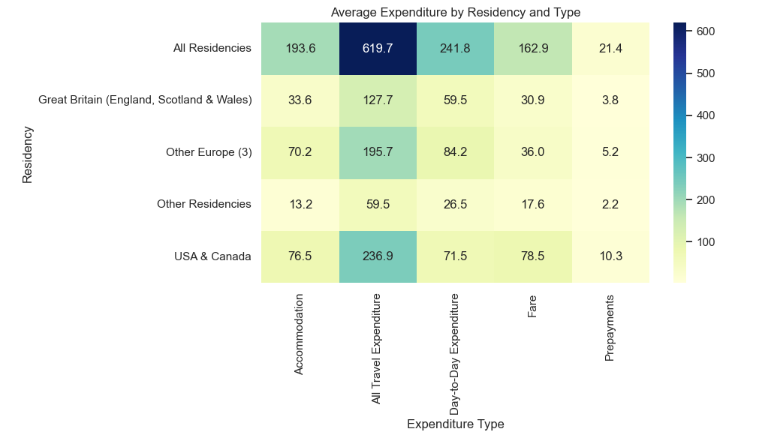 Average Expenditure by Residency and Type
All Residencies 193.6 619.7 241.8 162.9 21.4
Great Britain (England, Scotland & Wales) 33.6 127.7 59.5 30.9 3.8
Other Europe (3) 70.2 195.7 84.2 36.0 5.2
Other Residencies 13.2 59.5 26.5 17.6 2.2
USA & Canada 76.5 236.9 71.5 78.5 10.3
Residency
Accommodation
All Travel Expenditure
Day-to-Day Expenditure
Fare
Prepayments
Expenditure Type
600
500
400
300
200
100